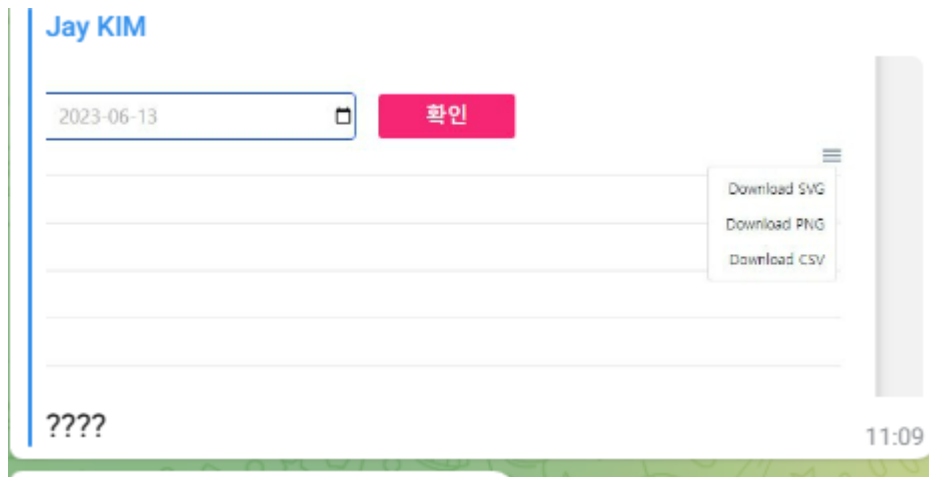 Jay KIM
2023-06-13
확인
Download SVG
Download PNG
Download CSV
????
11:09